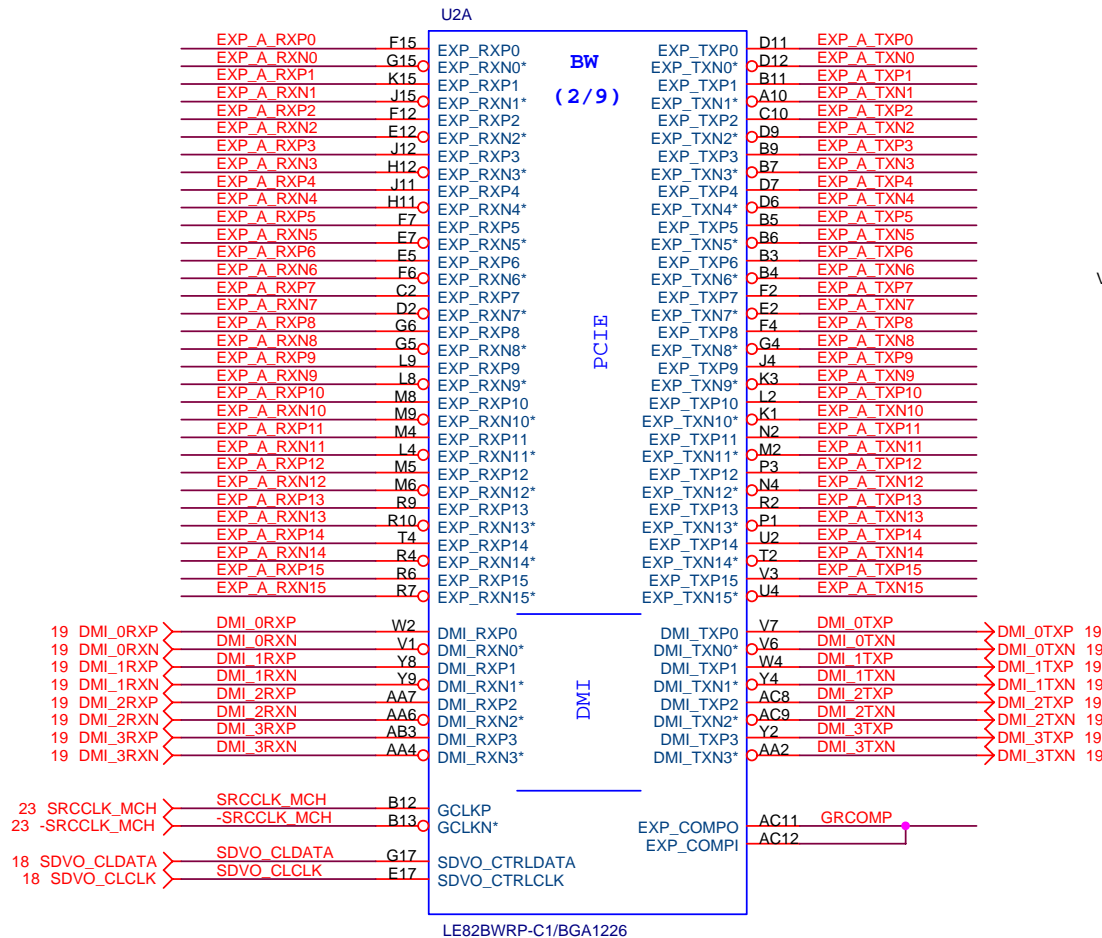 U2A
BW
(2/9)
EXP_A_RXP0 F15 EXP_RXP0 EXP_TXP0 D11 EXP_A_TXP0
EXP_A_RXN0 G15 EXP_RXN0* EXP_TXN0* D12 EXP_A_TXN0
EXP_A_RXP1 K15 EXP_RXP1 EXP_TXP1 B11 EXP_A_TXP1
EXP_A_RXN1 J15 EXP_RXN1* EXP_TXN1* A10 EXP_A_TXN1
EXP_A_RXP2 F12 EXP_RXP2 EXP_TXP2 C10 EXP_A_TXP2
EXP_A_RXN2 E12 EXP_RXN2* EXP_TXN2* D9 EXP_A_TXN2
EXP_A_RXP3 J12 EXP_RXP3 EXP_TXP3 B9 EXP_A_TXP3
EXP_A_RXN3 H12 EXP_RXN3* EXP_TXN3* B7 EXP_A_TXN3
EXP_A_RXP4 J11 EXP_RXP4 EXP_TXP4 D7 EXP_A_TXP4
EXP_A_RXN4 H11 EXP_RXN4* EXP_TXN4* D6 EXP_A_TXN4
EXP_A_RXP5 F7 EXP_RXP5 EXP_TXP5 B5 EXP_A_TXP5
EXP_A_RXN5 E7 EXP_RXN5* EXP_TXN5* B6 EXP_A_TXN5
EXP_A_RXP6 E5 EXP_RXP6 EXP_TXP6 B3 EXP_A_TXP6
EXP_A_RXN6 F6 EXP_RXN6* EXP_TXN6* B4 EXP_A_TXN6
EXP_A_RXP7 C2 EXP_RXP7 EXP_TXP7 F2 EXP_A_TXP7
EXP_A_RXN7 D2 EXP_RXN7* EXP_TXN7* E2 EXP_A_TXN7
EXP_A_RXP8 G6 EXP_RXP8 EXP_TXP8 F4 EXP_A_TXP8
EXP_A_RXN8 G5 EXP_RXN8* EXP_TXN8* G4 EXP_A_TXN8
EXP_A_RXP9 L9 EXP_RXP9 EXP_TXP9 J4 EXP_A_TXP9
EXP_A_RXN9 L8 EXP_RXN9* EXP_TXN9* K3 EXP_A_TXN9
EXP_A_RXP10 M8 EXP_RXP10 EXP_TXP10 L2 EXP_A_TXP10
EXP_A_RXN10 M9 EXP_RXN10* EXP_TXN10* K1 EXP_A_TXN10
EXP_A_RXP11 M4 EXP_RXP11 EXP_TXP11 N2 EXP_A_TXP11
EXP_A_RXN11 L4 EXP_RXN11* EXP_TXN11* M2 EXP_A_TXN11
EXP_A_RXP12 M5 EXP_RXP12 EXP_TXP12 P3 EXP_A_TXP12
EXP_A_RXN12 M6 EXP_RXN12* EXP_TXN12* N4 EXP_A_TXN12
EXP_A_RXP13 R9 EXP_RXP13 EXP_TXP13 R2 EXP_A_TXP13
EXP_A_RXN13 R10 EXP_RXN13* EXP_TXN13* P1 EXP_A_TXN13
EXP_A_RXP14 T4 EXP_RXP14 EXP_TXP14 U2 EXP_A_TXP14
EXP_A_RXN14 R4 EXP_RXN14* EXP_TXN14* T2 EXP_A_TXN14
EXP_A_RXP15 R6 EXP_RXP15 EXP_TXP15 V3 EXP_A_TXP15
EXP_A_RXN15 R7 EXP_RXN15* EXP_TXN15* U4 EXP_A_TXN15
PCIE
19 DMI_0RXP DMI_0RXP W2 DMI_RXP0 DMI_TXP0 V7 DMI_0TXP DMI_0TXP 19
19 DMI_0RXN DMI_0RXN V1 DMI_RXN0* DMI_TXN0* V6 DMI_0TXN DMI_0TXN 19
19 DMI_1RXP DMI_1RXP Y8 DMI_RXP1 DMI_TXP1 W4 DMI_1TXP DMI_1TXP 19
19 DMI_1RXN DMI_1RXN Y9 DMI_RXN1* DMI_TXN1* Y4 DMI_1TXN DMI_1TXN 19
19 DMI_2RXP DMI_2RXP AA7 DMI_RXP2 DMI_TXP2 AC8 DMI_2TXP DMI_2TXP 19
19 DMI_2RXN DMI_2RXN AA6 DMI_RXN2* DMI_TXN2* AC9 DMI_2TXN DMI_2TXN 19
19 DMI_3RXP DMI_3RXP AB3 DMI_RXP3 DMI_TXP3 Y2 DMI_3TXP DMI_3TXP 19
19 DMI_3RXN DMI_3RXN AA4 DMI_RXN3* DMI_TXN3* AA2 DMI_3TXN DMI_3TXN 19
DMI
23 SRCCLK_MCH SRCCLK_MCH B12 GCLKP
23 -SRCCLK_MCH -SRCCLK_MCH B13 GCLKN* EXP_COMPO AC11 GRCOMP
EXP_COMPI AC12
18 SDVO_CLDATA SDVO_CLDATA G17 SDVO_CTRLDATA
18 SDVO_CLCLK SDVO_CLCLK E17 SDVO_CTRLCLK
LE82BWRP-C1/BGA1226